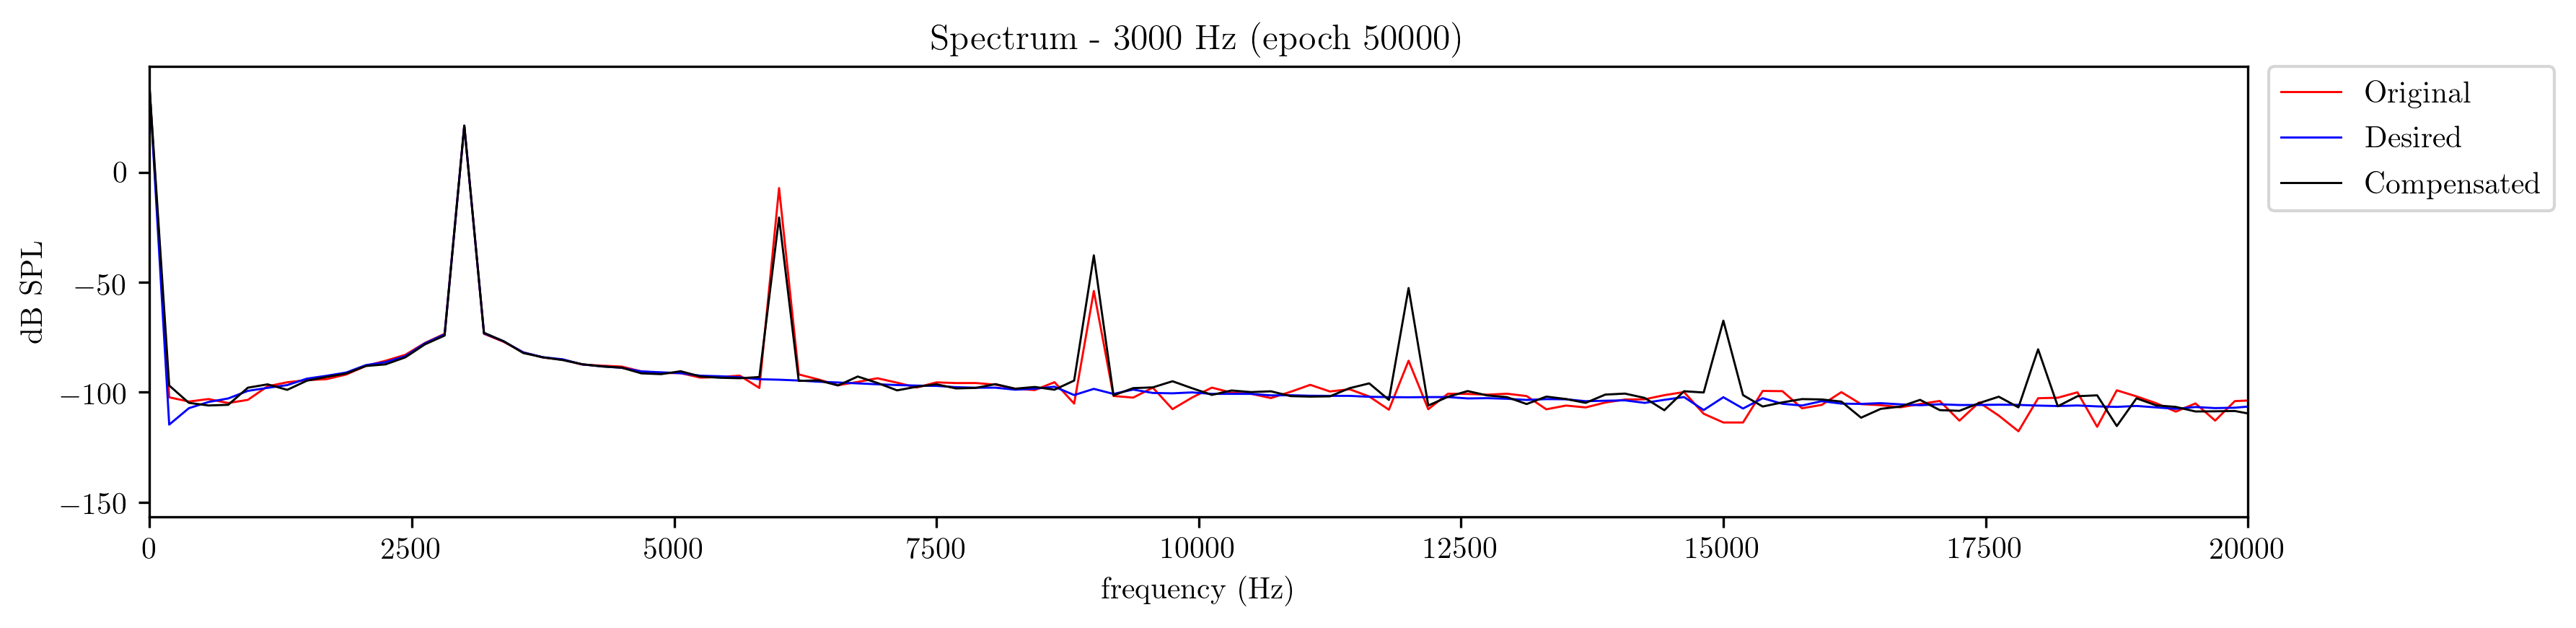 Spectrum - 3000 Hz (epoch 50000)
Original
Desired
Compensated
dB SPL
0
−50
−100
−150
0 2500 5000 7500 10000 12500 15000 17500 20000
frequency (Hz)